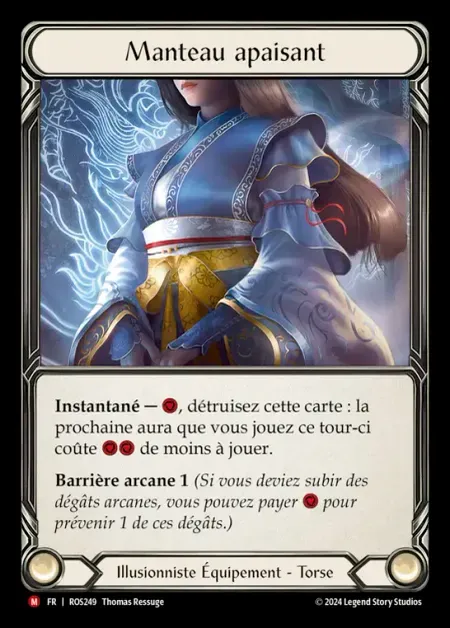 Manteau apaisant
Instantané — , détruisez cette carte : la
prochaine aura que vous jouez ce tour-ci
coûte de moins à jouer.
Barrière arcane 1 (Si vous deviez subir des
dégâts arcanes, vous pouvez payer pour
prévenir 1 de ces dégâts.)
Illusionniste Équipement - Torse
M FR | ROS249 Thomas Ressuge © 2024 Legend Story Studios